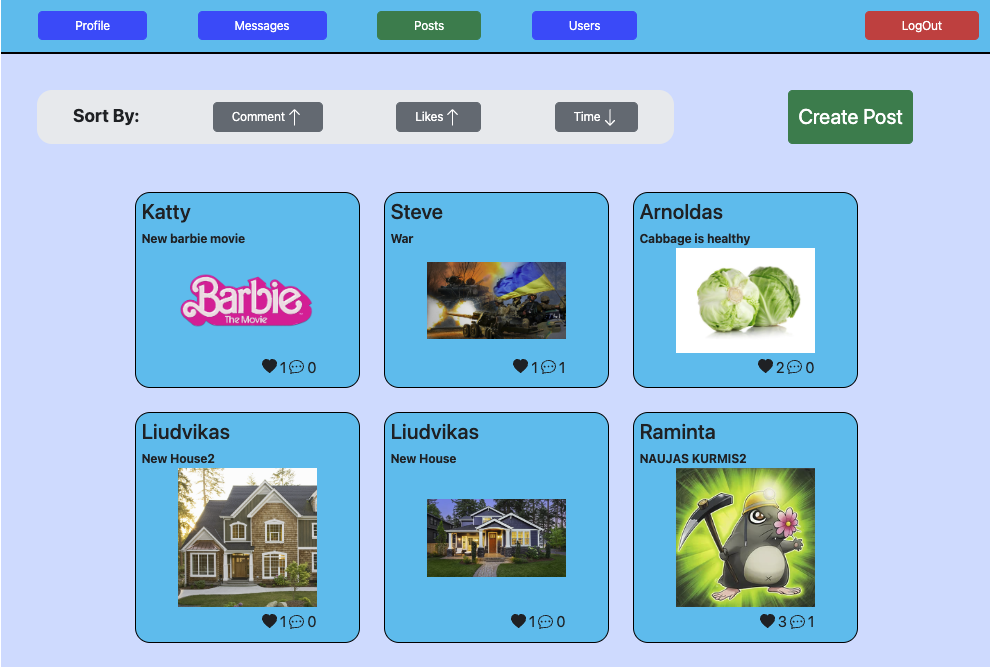 Profile
Messages
Posts
Users
LogOut
Sort By:
Comment ↑
Likes ↑
Time ↓
Create Post
Katty
New barbie movie
Barbie
The Movie
1 0
Steve
War
1 1
Arnoldas
Cabbage is healthy
2 0
Liudvikas
New House2
1 0
Liudvikas
New House
1 0
Raminta
NAUJAS KURMIS2
3 1